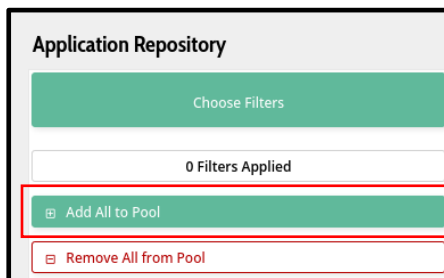 Application Repository
Choose Filters
0 Filters Applied
⊞ Add All to Pool
⊟ Remove All from Pool